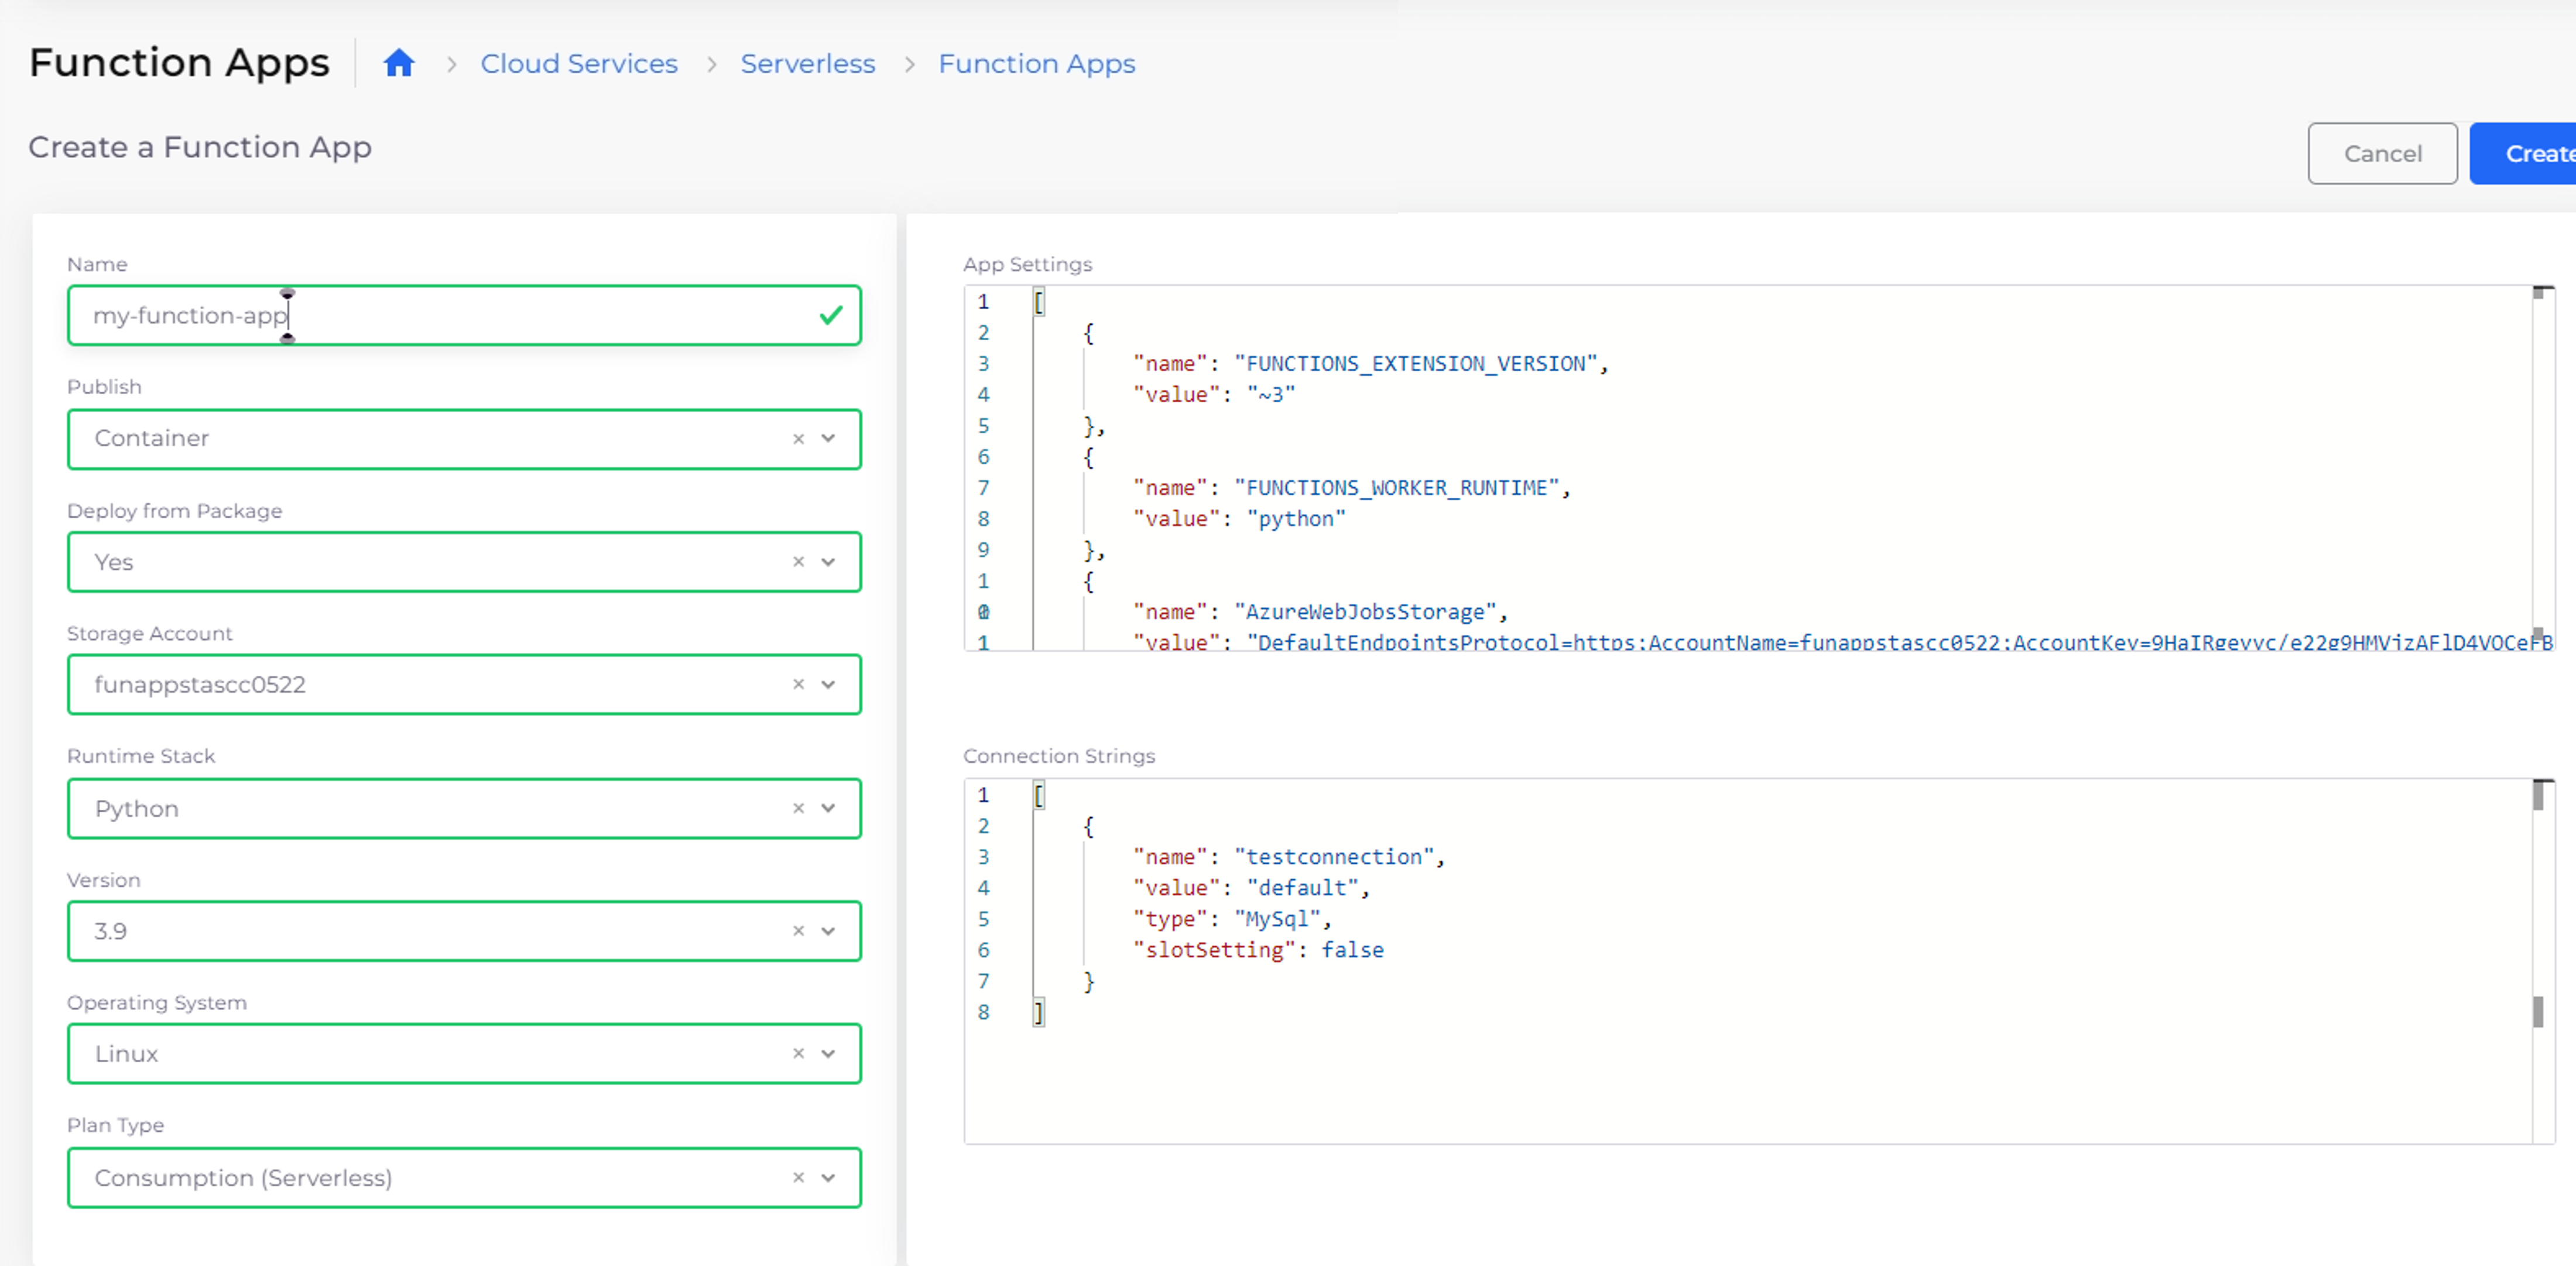 Function Apps
Cloud Services > Serverless > Function Apps
Create a Function App
Cancel
Create
Name
my-function-app
Publish
Container
Deploy from Package
Yes
Storage Account
funappstascc0522
Runtime Stack
Python
Version
3.9
Operating System
Linux
Plan Type
Consumption (Serverless)
App Settings
1 [
2 {
3 "name": "FUNCTIONS_EXTENSION_VERSION",
4 "value": "~3"
5 },
6 {
7 "name": "FUNCTIONS_WORKER_RUNTIME",
8 "value": "python"
9 },
1 {
"name": "AzureWebJobsStorage",
1 "value": "DefaultEndpointsProtocol=https;AccountName=funappstascc0522;
Connection Strings
1 [
2 {
3 "name": "testconnection",
4 "value": "default",
5 "type": "MySql",
6 "slotSetting": false
7 }
8 ]